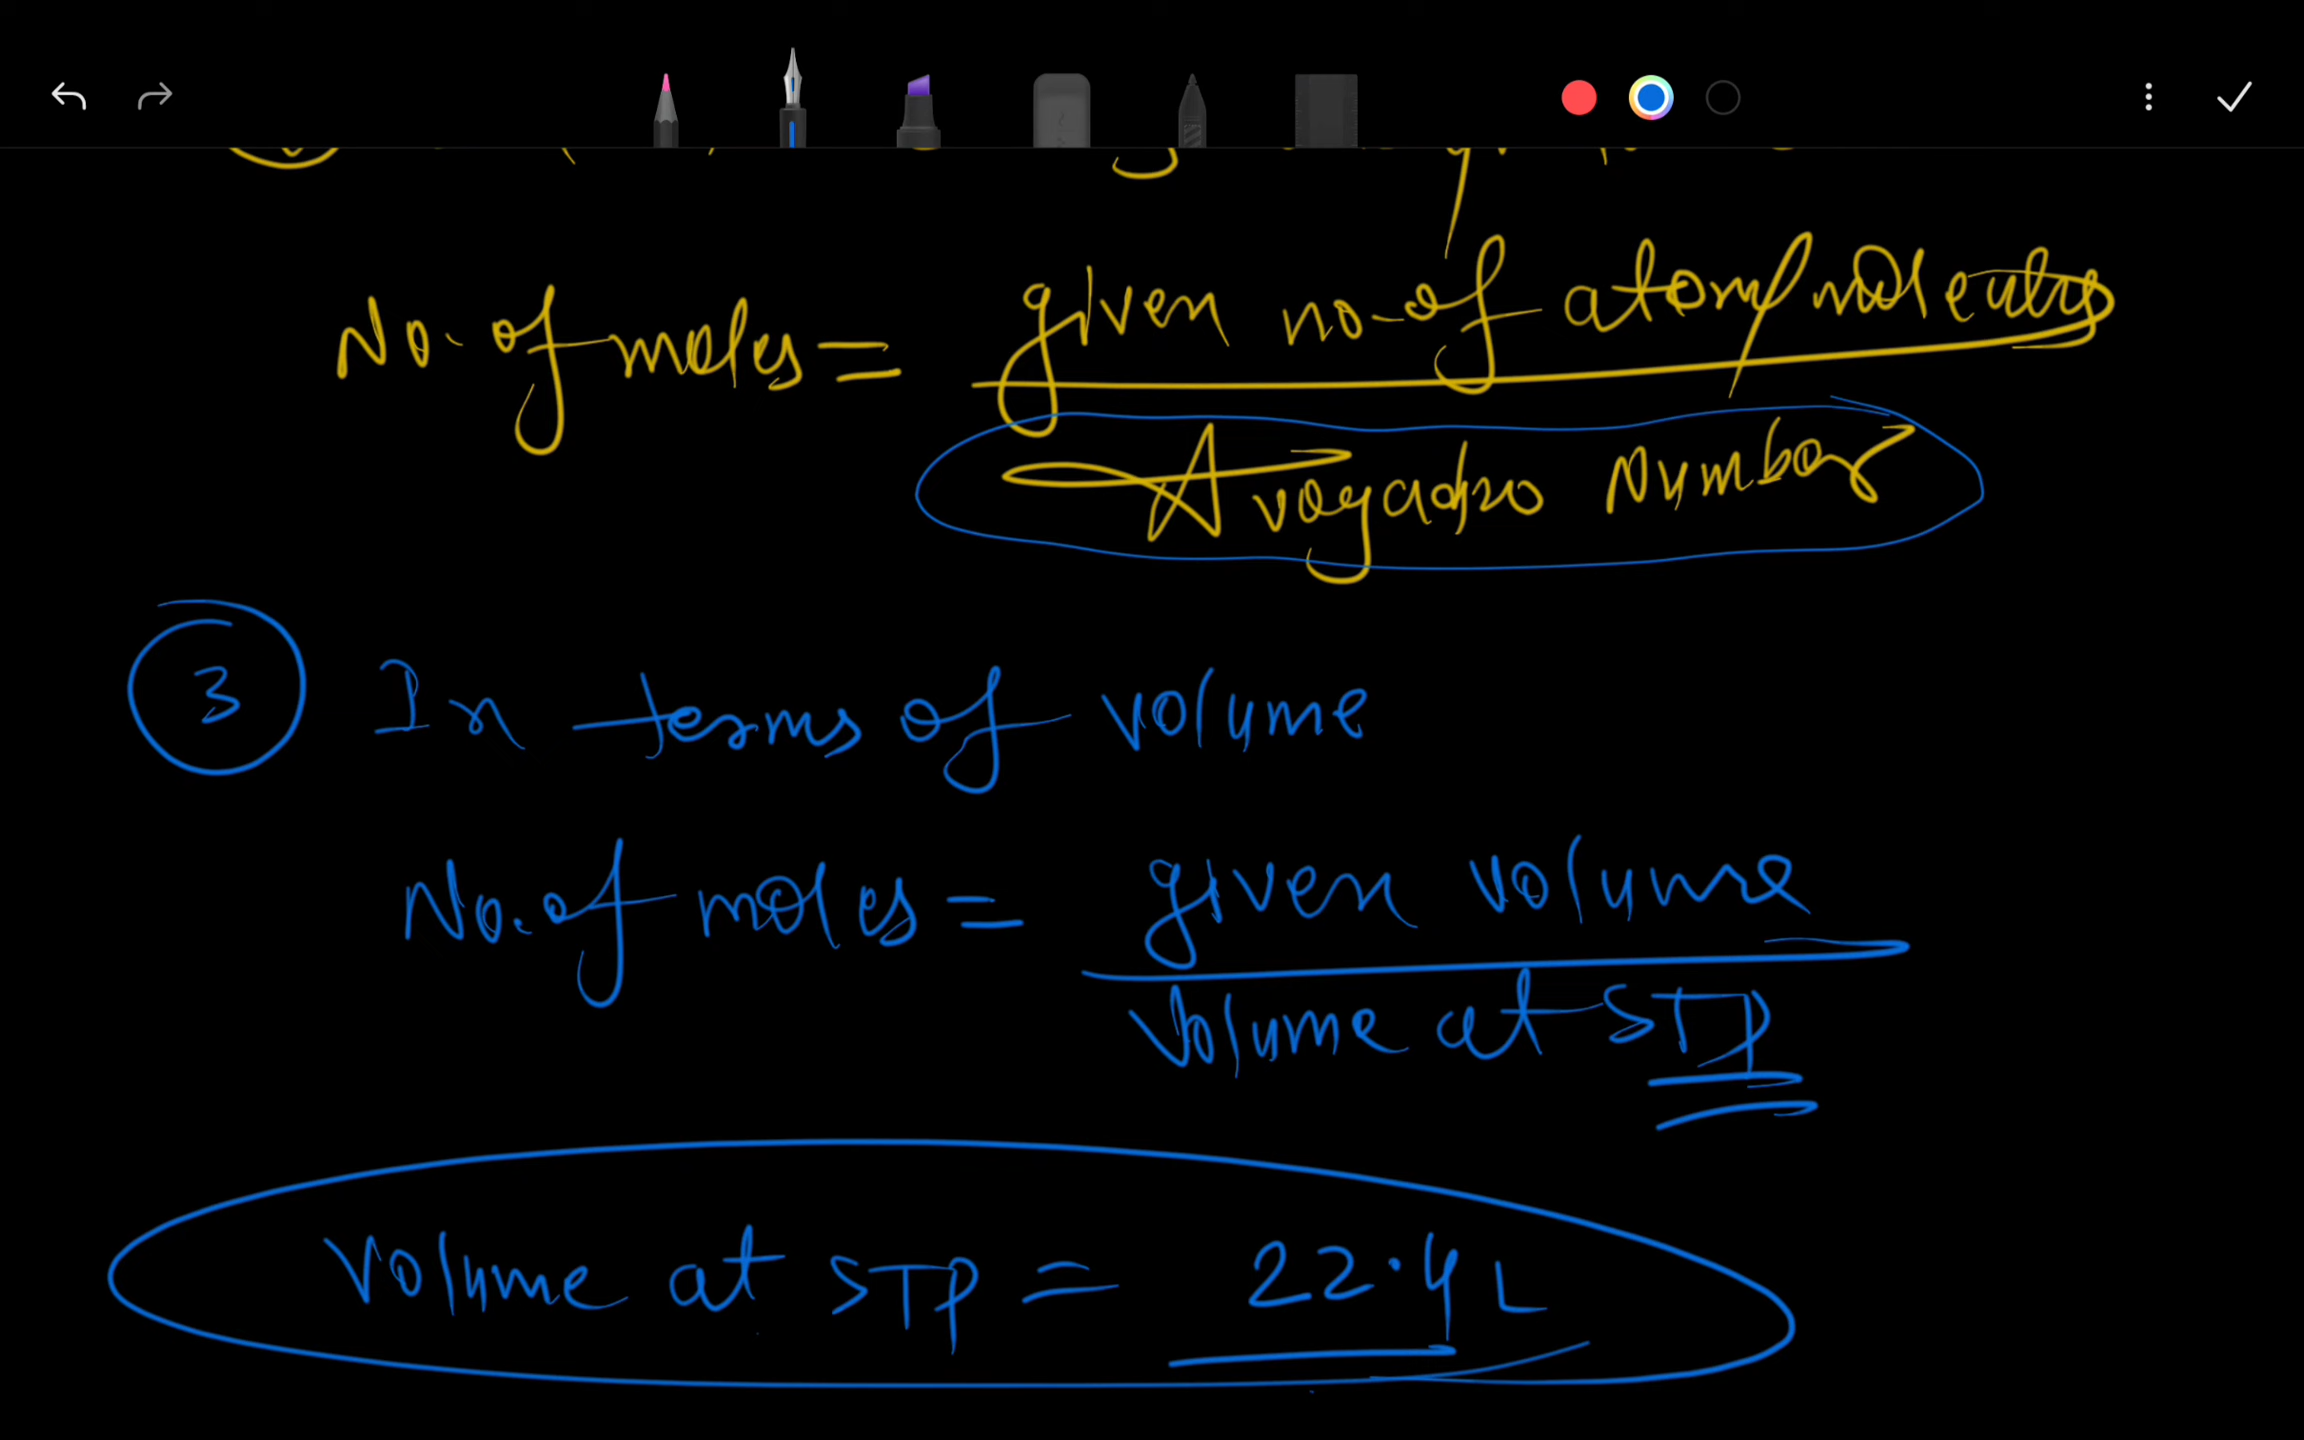 No. of moles = given no. of atom/molecules
Avogadro Number
3 In terms of volume
No. of moles = given volume
Volume at STP
Volume at STP = 22.4 L